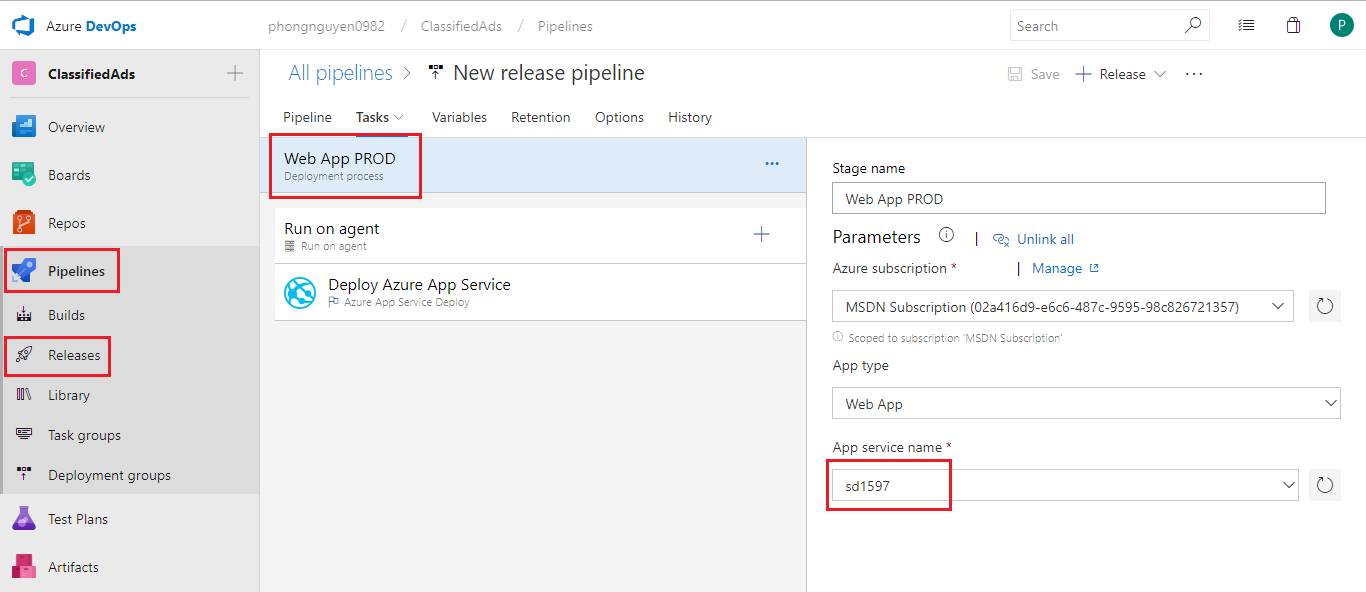 Azure DevOps
phongnguyen0982 / ClassifiedAds / Pipelines
Search
P
C ClassifiedAds
Overview
Boards
Repos
Pipelines
Builds
Releases
Library
Task groups
Deployment groups
Test Plans
Artifacts
All pipelines > New release pipeline
Save
Release
Pipeline
Tasks
Variables
Retention
Options
History
Web App PROD
Deployment process
Run on agent
Run on agent
Deploy Azure App Service
Azure App Service Deploy
Stage name
Web App PROD
Parameters | Unlink all
Azure subscription * | Manage
MSDN Subscription (02a416d9-e6c6-487c-9595-98c826721357)
Scoped to subscription 'MSDN Subscription'
App type
Web App
App service name *
sd1597